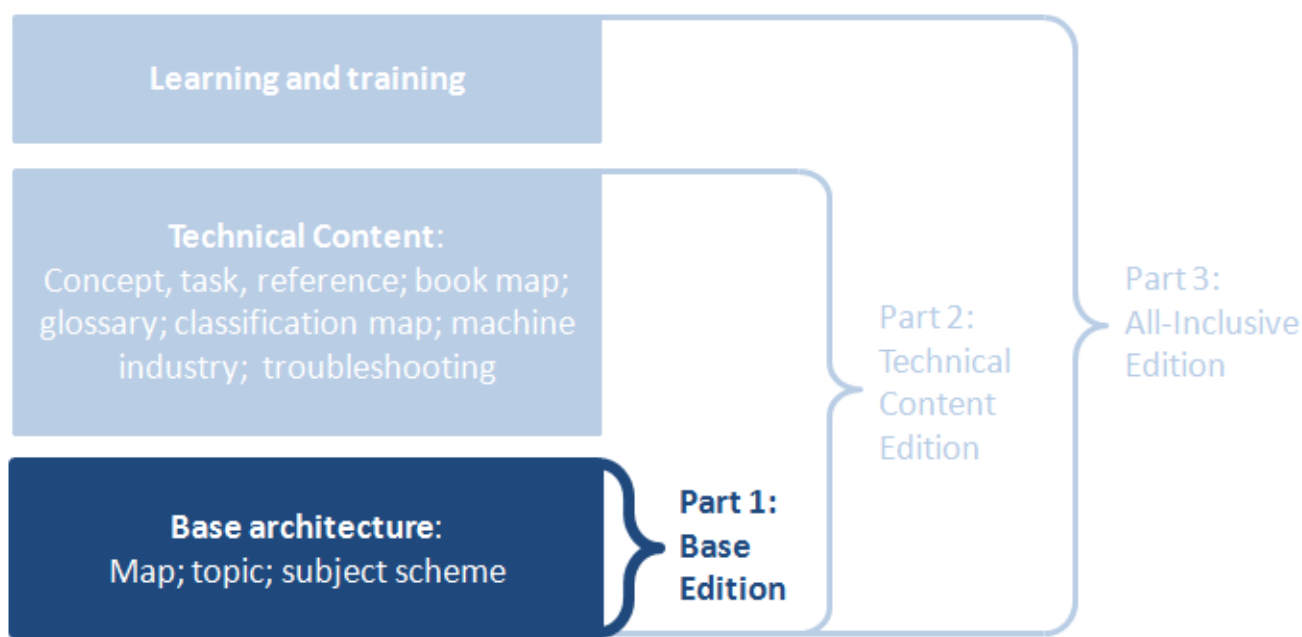 Learning and training
Technical Content:
Concept, task, reference; book map;
glossary; classification map; machine
industry; troubleshooting
Base architecture:
Map; topic; subject scheme
Part 1:
Base
Edition
Part 2:
Technical
Content
Edition
Part 3:
All-Inclusive
Edition